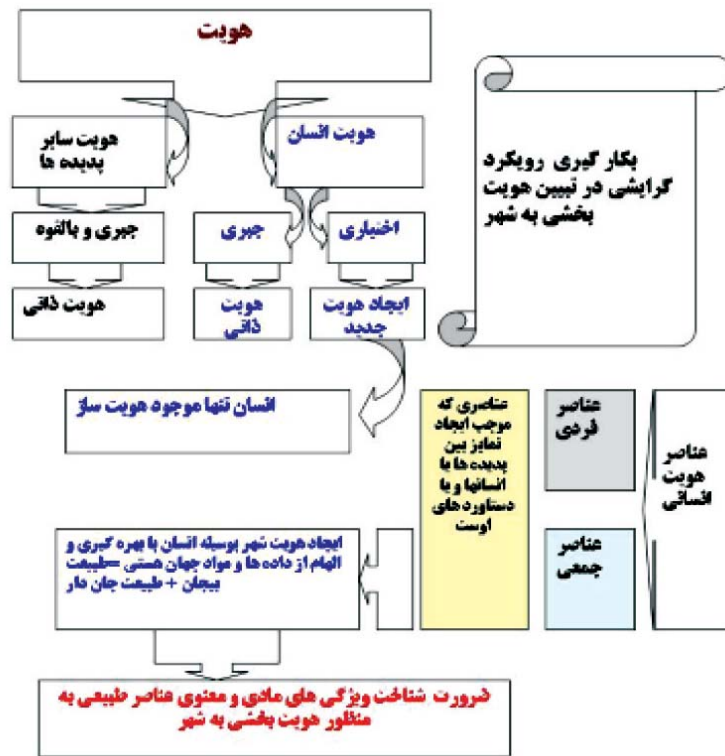 هویت
بکار گیری رویکرد
گرایشی در تبیین هویت
بخشی به شهر
هویت انسان
هویت سایر
پدیده ها
اختیاری
جبری
جبری و بالقوه
ایجاد هویت
جدید
هویت
ذاتی
هویت ذاتی
انسان تنها موجود هویت ساز
عناصر
هویت
انسانی
عناصر
فردی
عناصر
جمعی
عناصری که
موجب ایجاد
تمایز بین
پدیده ها یا
انسانها و یا
دستاوردهای
اوست
ایجاد هویت شهر بوسیله انسان با بهره گیری و
الهام از داده ها و مواد جهان هستی =طبیعت
بیجان + طبیعت جان دار
ضرورت شناخت ویژگی های مادی و معنوی عناصر طبیعی به
منظور هویت بخشی به شهر